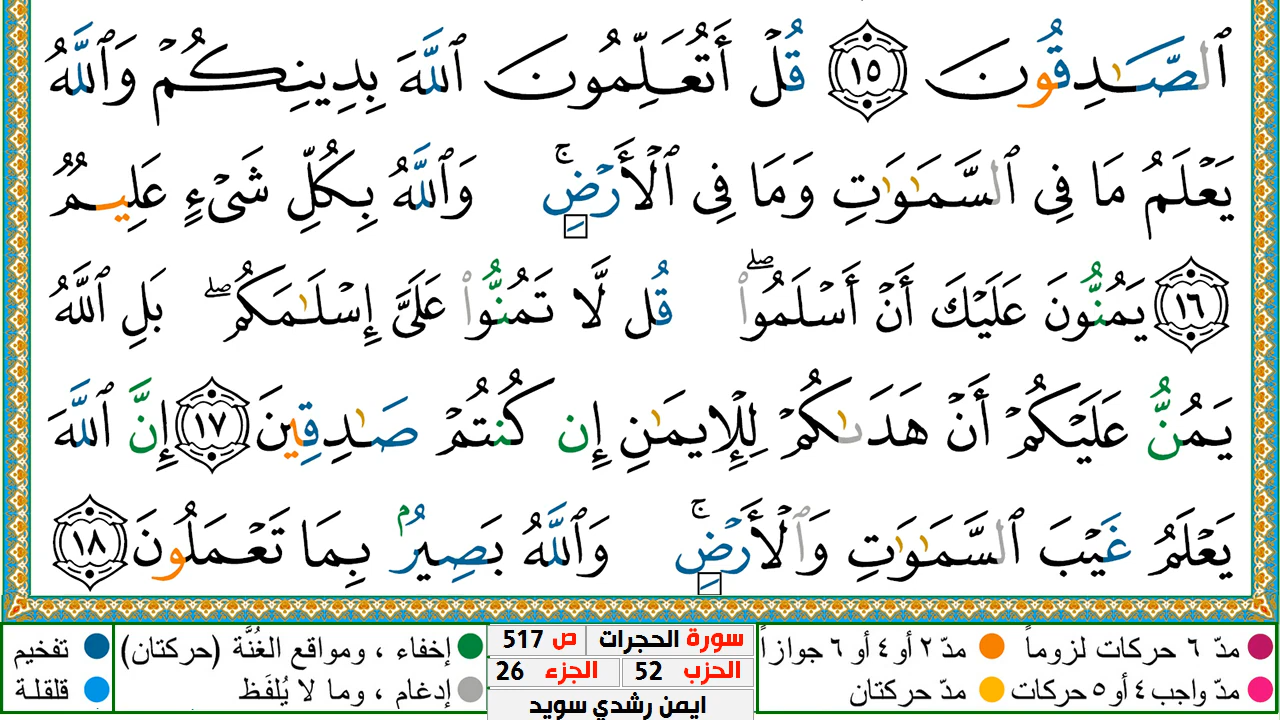 ٱلصَّـٰدِقُونَ ١٥ قُلْ أَتُعَلِّمُونَ ٱللَّهَ بِدِينِكُمْ وَٱللَّهُ
يَعْلَمُ مَا فِى ٱلسَّمَـٰوَٰتِ وَمَا فِى ٱلْأَرْضِ ۚ وَٱللَّهُ بِكُلِّ شَىْءٍ عَلِيمٌ
١٦ يَمُنُّونَ عَلَيْكَ أَنْ أَسْلَمُوا۟ ۖ قُل لَّا تَمُنُّوا۟ عَلَىَّ إِسْلَـٰمَكُم ۖ بَلِ ٱللَّهُ
يَمُنُّ عَلَيْكُمْ أَنْ هَدَىٰكُمْ لِلْإِيمَـٰنِ إِن كُنتُمْ صَـٰدِقِينَ ١٧ إِنَّ ٱللَّهَ
يَعْلَمُ غَيْبَ ٱلسَّمَـٰوَٰتِ وَٱلْأَرْضِ ۚ وَٱللَّهُ بَصِيرٌۢ بِمَا تَعْمَلُونَ ١٨
مدّ ٦ حركات لزوماً مدّ ٢ أو ٤ أو ٦ جوازاً
مدّ واجب ٤ أو ٥ حركات مدّ حركتان
سورة الحجرات ص 517
الحزب 52 الجزء 26
ايمن رشدي سويد
إخفاء ، ومواقع الغُنَّة (حركتان) تفخيم
إدغام ، وما لا يُلفَظ قلقلة